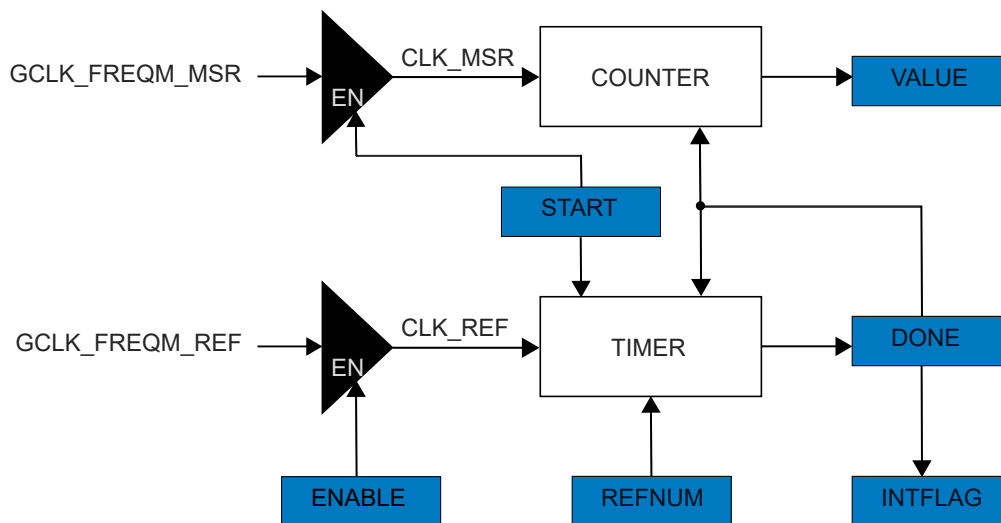 GCLK_FREQM_MSR
EN
CLK_MSR
COUNTER
VALUE
START
GCLK_FREQM_REF
EN
CLK_REF
TIMER
DONE
ENABLE
REFNUM
INTFLAG